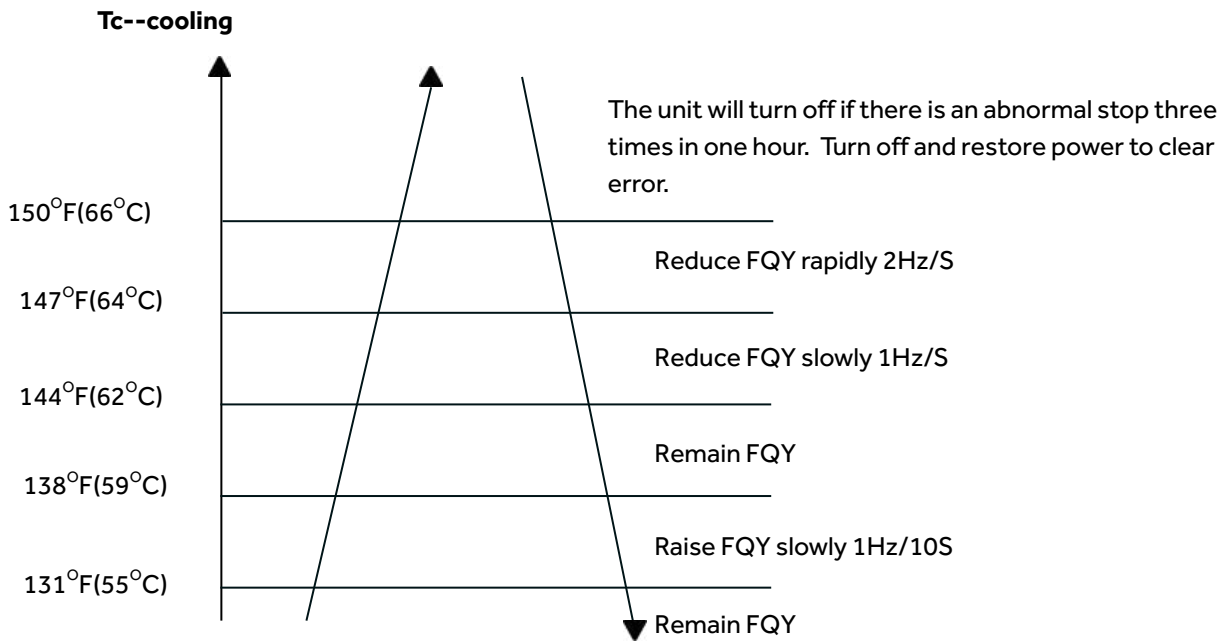 Tc--cooling
The unit will turn off if there is an abnormal stop three
times in one hour.  Turn off and restore power to clear
error.
150°F(66°C)
Reduce FQY rapidly 2Hz/S
147°F(64°C)
Reduce FQY slowly 1Hz/S
144°F(62°C)
Remain FQY
138°F(59°C)
Raise FQY slowly 1Hz/10S
131°F(55°C)
Remain FQY